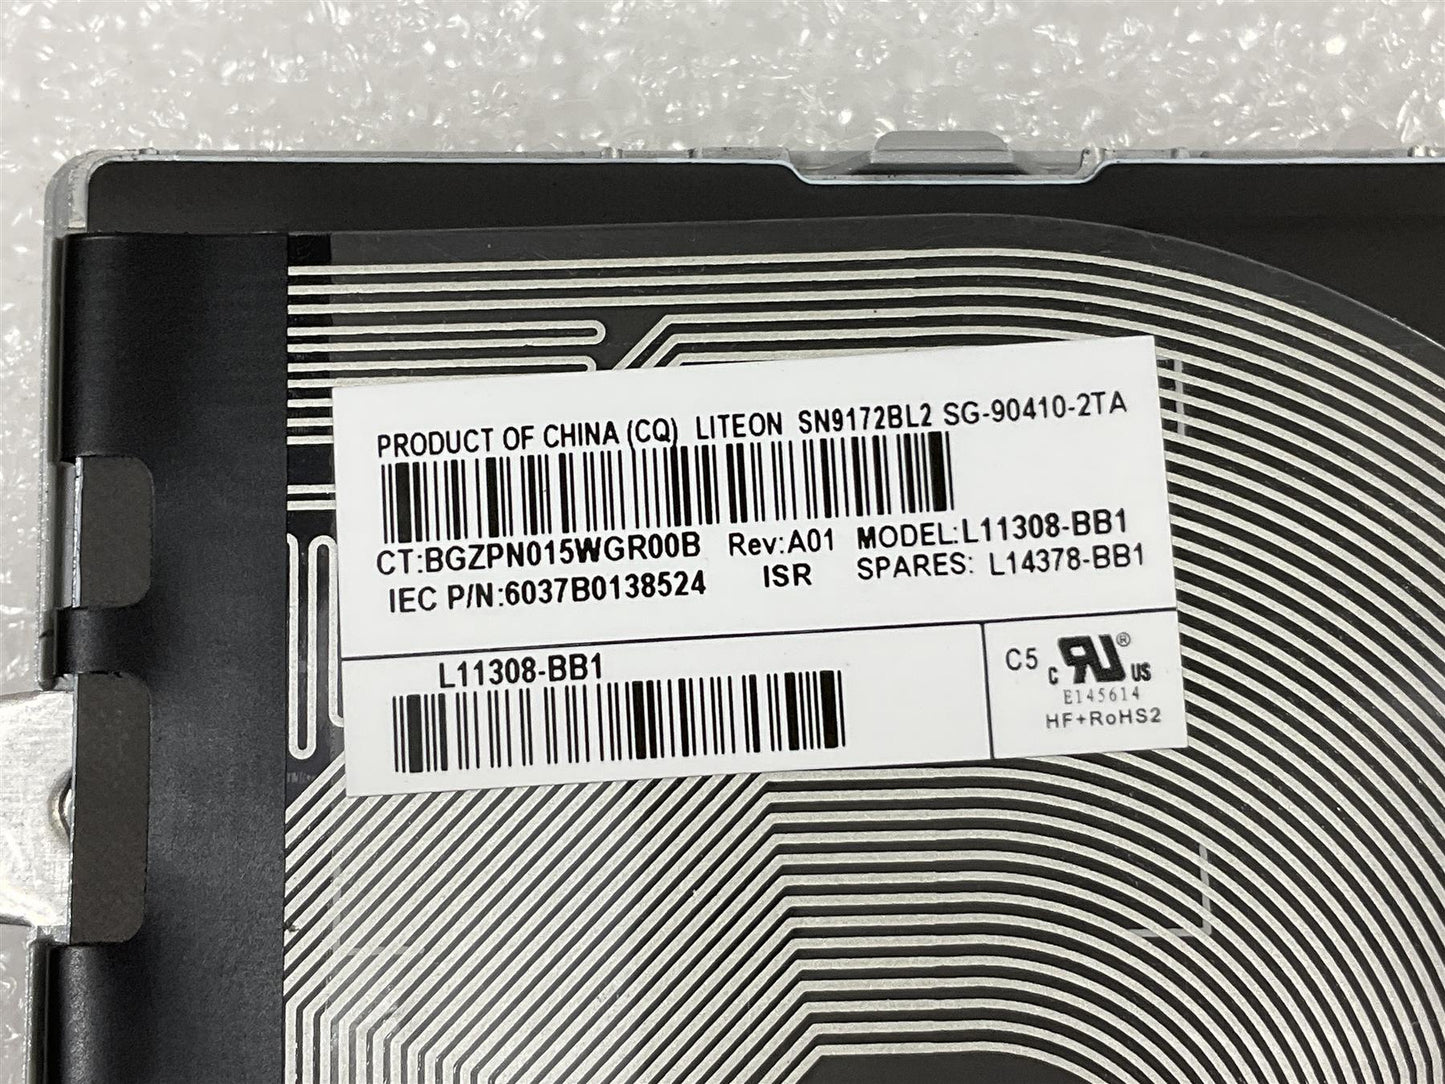 PRODUCT OF CHINA (CQ) LITEON SN9172BL2 SG-90410-2TA
CT:BGZPN015WGR00B Rev:A01 MODEL:L11308-BB1
IEC P/N:6037B0138524 ISR SPARES: L14378-BB1
L11308-BB1
C5 c RU ® US
E145614
HF+RoHS2